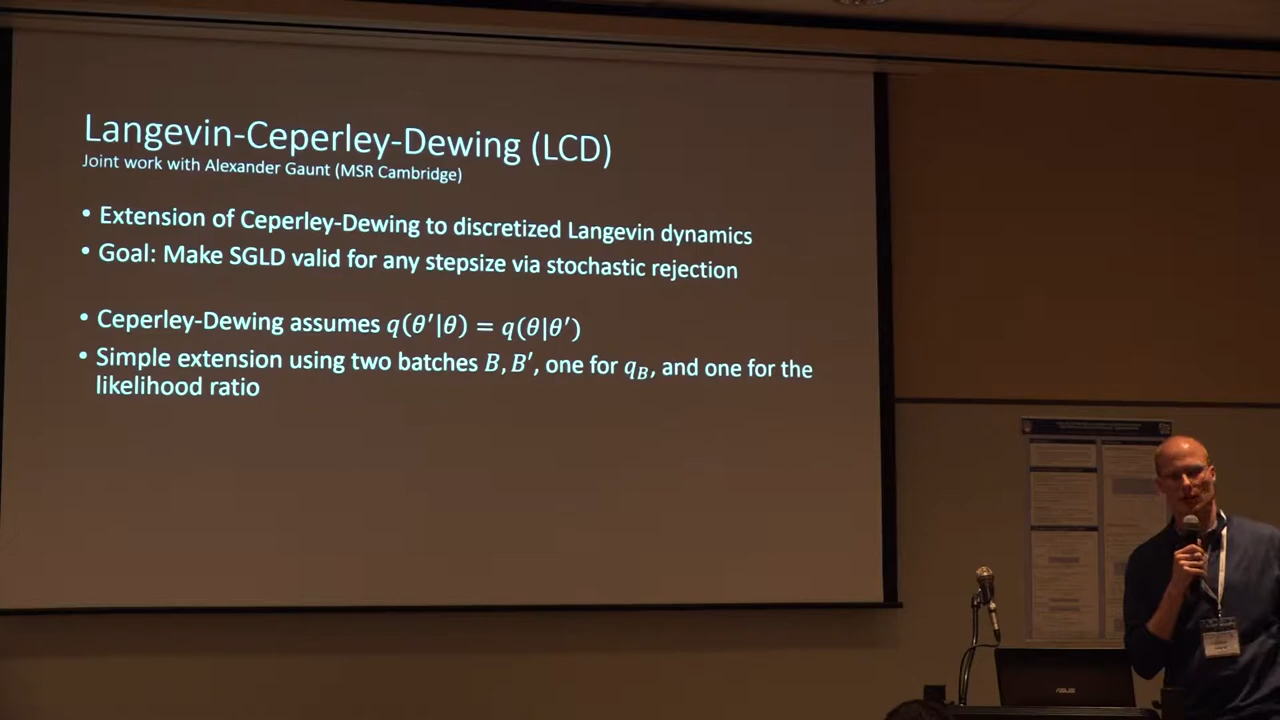 Langevin-Ceperley-Dewing (LCD)
Joint work with Alexander Gaunt (MSR Cambridge)
• Extension of Ceperley-Dewing to discretized Langevin dynamics
• Goal: Make SGLD valid for any stepsize via stochastic rejection
• Ceperley-Dewing assumes q(θ′|θ) = q(θ|θ′)
• Simple extension using two batches B, B′, one for q_B, and one for the
likelihood ratio
ASUS